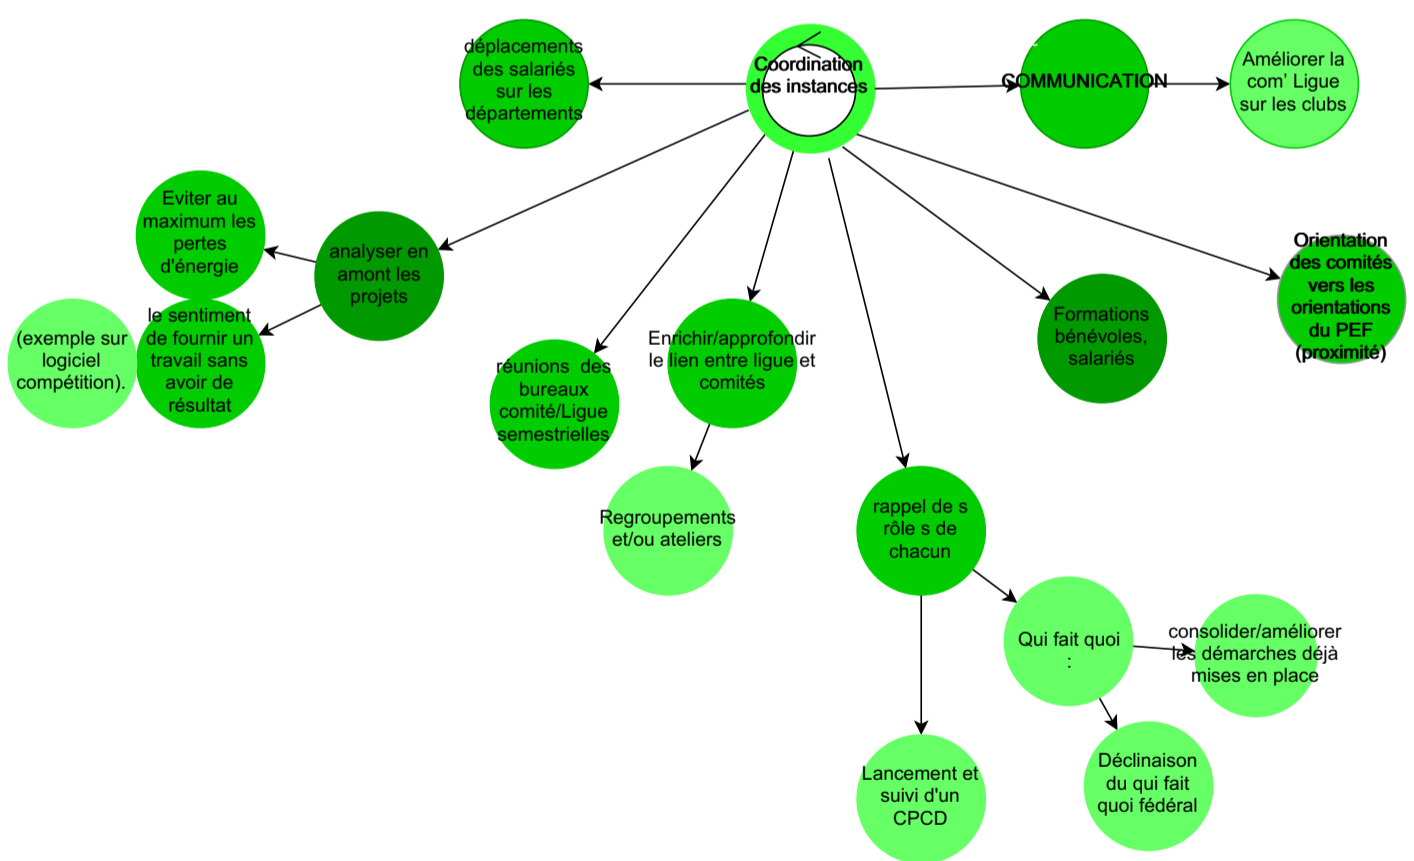 déplacements
des salariés
sur les
départements
Coordination
des instances
COMMUNICATION
Améliorer la
com' Ligue
sur les clubs
Eviter au
maximum les
pertes
d'énergie
analyser en
amont les
projets
Orientation
des comités
vers les
orientations
du PEF
(proximité)
(exemple sur
logiciel
compétition).
le sentiment
de fournir un
travail sans
avoir de
résultat
réunions des
bureaux
comité/Ligue
semestrielles
Enrichir/approfondir
le lien entre ligue et
comités
Formations
bénévoles,
salariés
Regroupements
et/ou ateliers
rappel de s
rôle s de
chacun
Qui fait quoi
:
consolider/améliorer
les démarches déjà
mises en place
Lancement et
suivi d'un
CPCD
Déclinaison
du qui fait
quoi fédéral